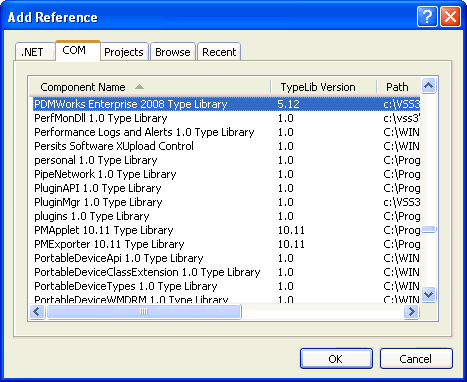 Add Reference
.NET COM Projects Browse Recent
Component Name TypeLib Version Path
PDMWorks Enterprise 2008 Type Library 5.12 c:\VSS3
PerfMonDll 1.0 Type Library 1.0 c:\vss3\
Performance Logs and Alerts 1.0 Type Library 1.0 C:\WIN
Persits Software XUpload Control 1.0 C:\WIN
personal 1.0 Type Library 1.0 C:\Prog
PipeNetwork 1.0 Type Library 1.0 C:\Prog
PluginAPI 1.0 Type Library 1.0 C:\Prog
PluginMgr 1.0 Type Library 1.0 c:\VSS3
plugins 1.0 Type Library 1.0 C:\Prog
PMApplet 10.11 Type Library 10.11 C:\Prog
PMExporter 10.11 Type Library 10.11 C:\Prog
PortableDeviceApi 1.0 Type Library 1.0 C:\WIN
PortableDeviceClassExtension 1.0 Type Library 1.0 C:\WIN
PortableDeviceTypes 1.0 Type Library 1.0 C:\WIN
PortableDeviceWMDRM 1.0 Type Library 1.0 C:\WIN
OK Cancel